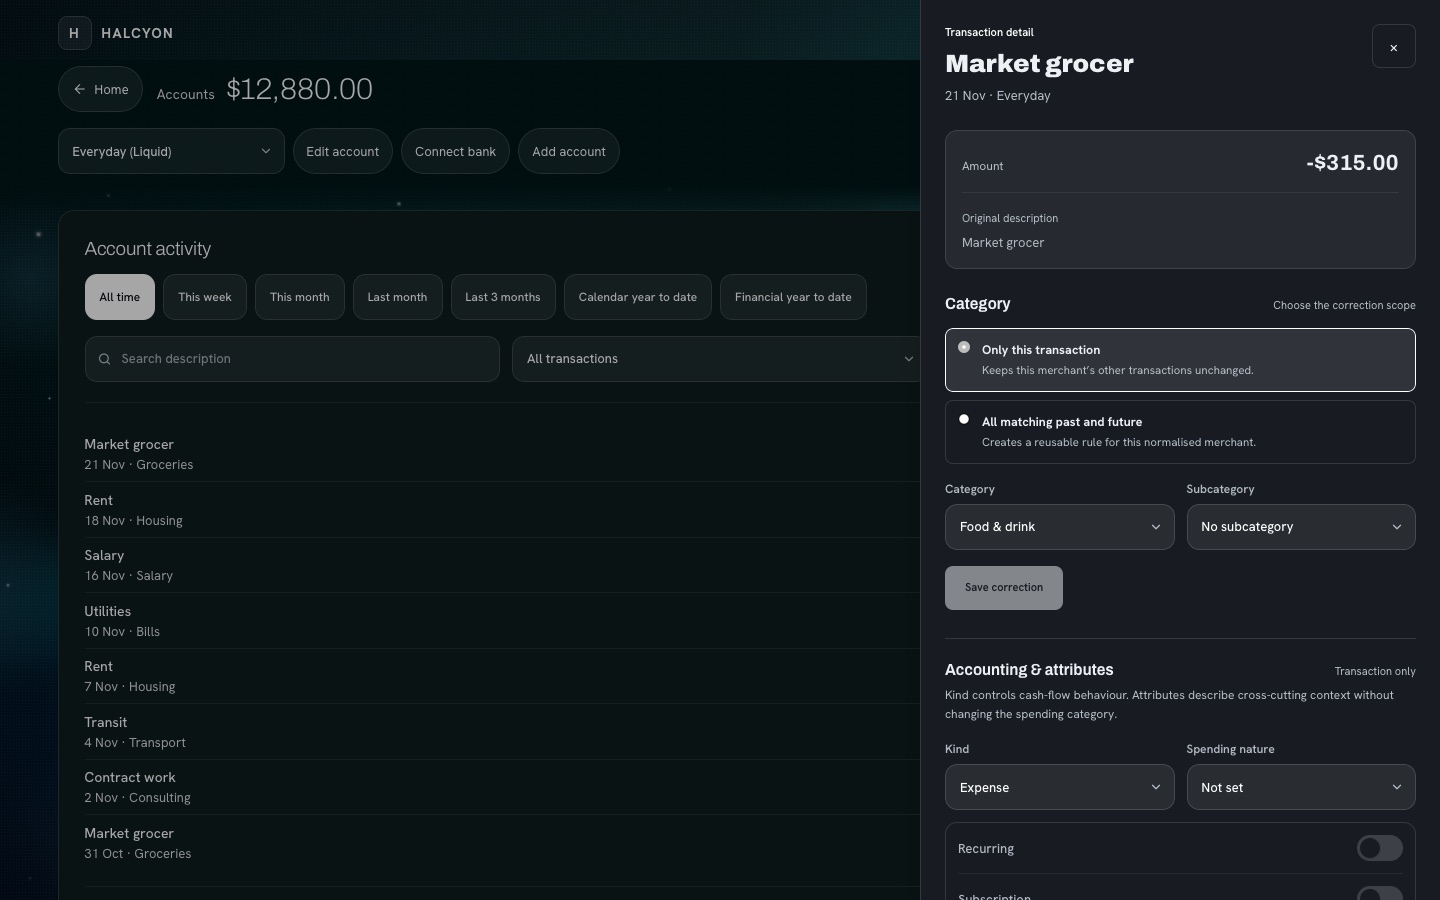 H HALCYON
Home
Accounts $12,880.00
Everyday (Liquid)
Edit account
Connect bank
Add account
Account activity
All time
This week
This month
Last month
Last 3 months
Calendar year to date
Financial year to date
Search description
All transactions
Market grocer
21 Nov · Groceries
Rent
18 Nov · Housing
Salary
16 Nov · Salary
Utilities
10 Nov · Bills
Rent
7 Nov · Housing
Transit
4 Nov · Transport
Contract work
2 Nov · Consulting
Market grocer
31 Oct · Groceries
Transaction detail
Market grocer
21 Nov · Everyday
×
Amount
-$315.00
Original description
Market grocer
Category
Choose the correction scope
Only this transaction
Keeps this merchant’s other transactions unchanged.
All matching past and future
Creates a reusable rule for this normalised merchant.
Category
Subcategory
Food & drink
No subcategory
Save correction
Accounting & attributes
Transaction only
Kind controls cash-flow behaviour. Attributes describe cross-cutting context without
changing the spending category.
Kind
Spending nature
Expense
Not set
Recurring
Subscription